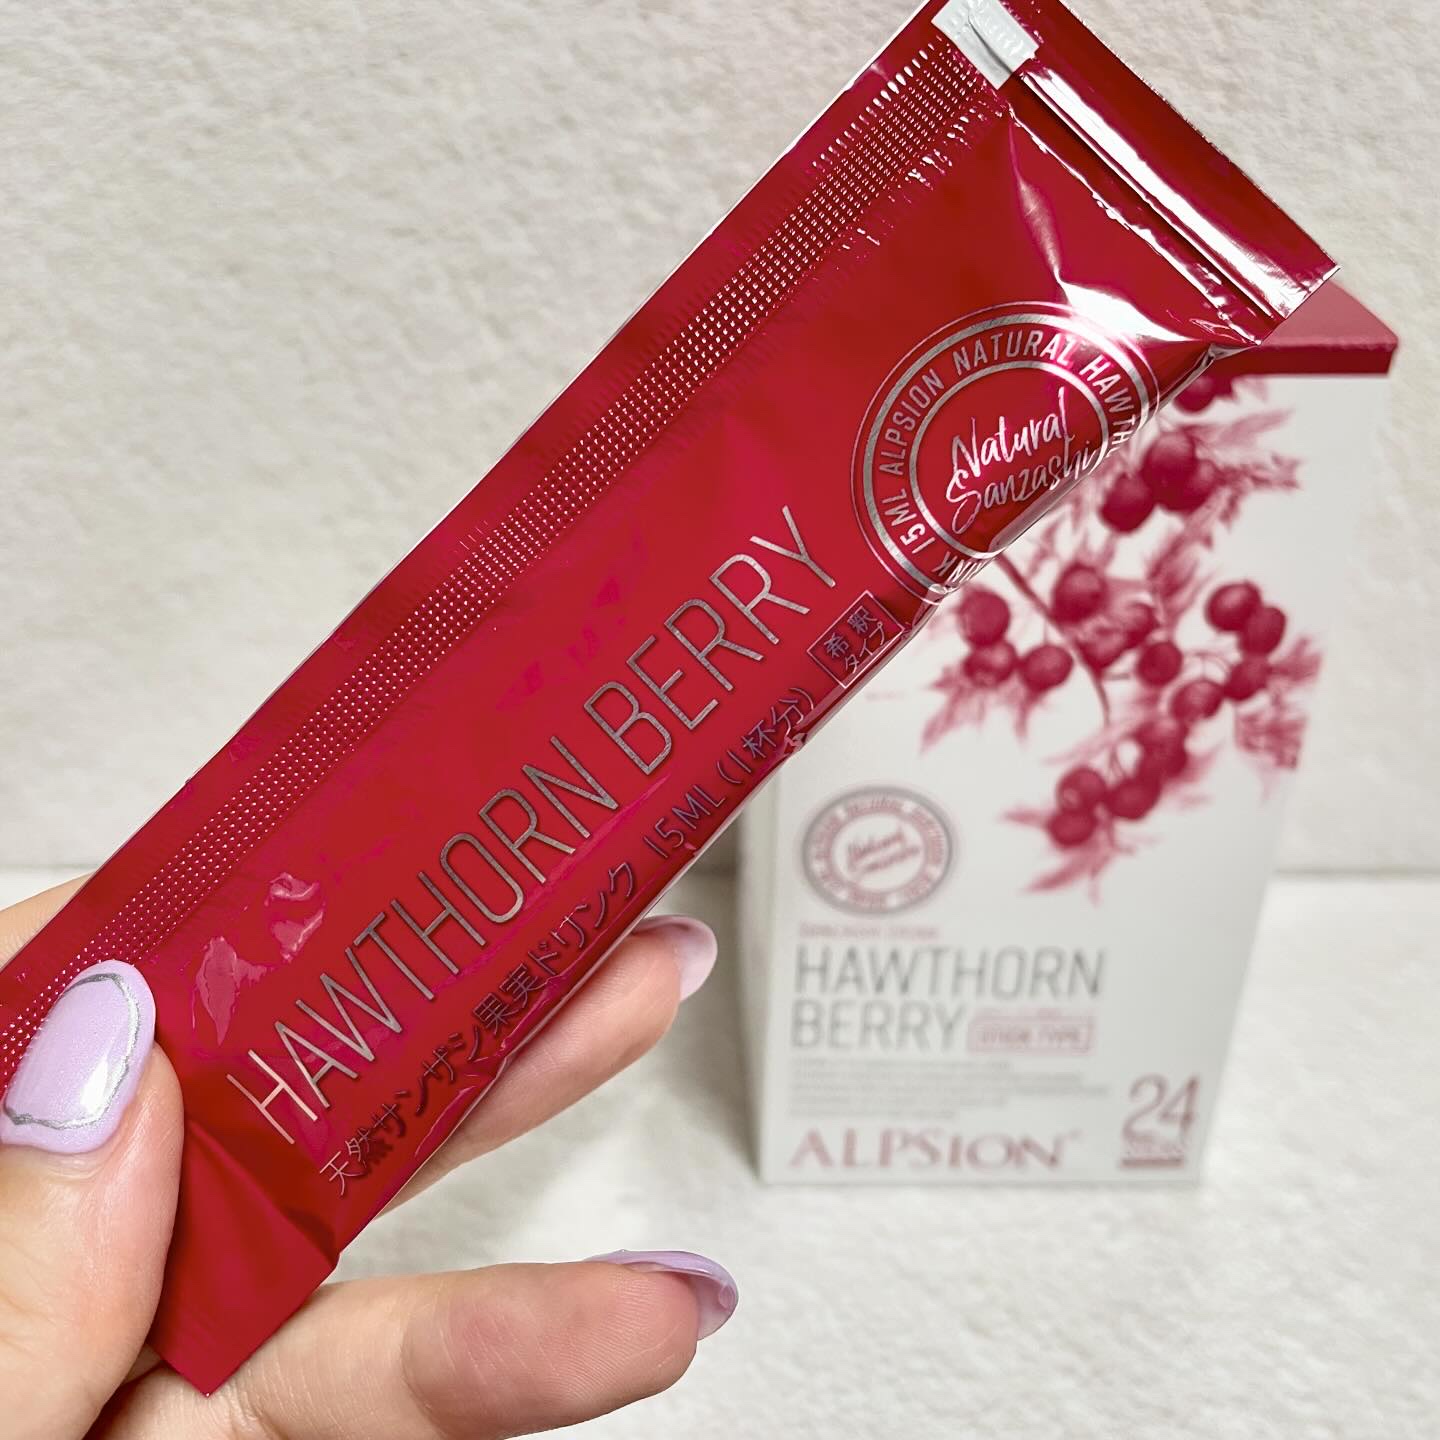 15ML ALPSION NATURAL HAWTH
Natural
Sanzashi
HAWTHORN BERRY
天然サンザシ果実ドリンク 15ML (1杯分)
希釈
タイプ
HAWTHORN
BERRY STICK TYPE
24
ALPSION